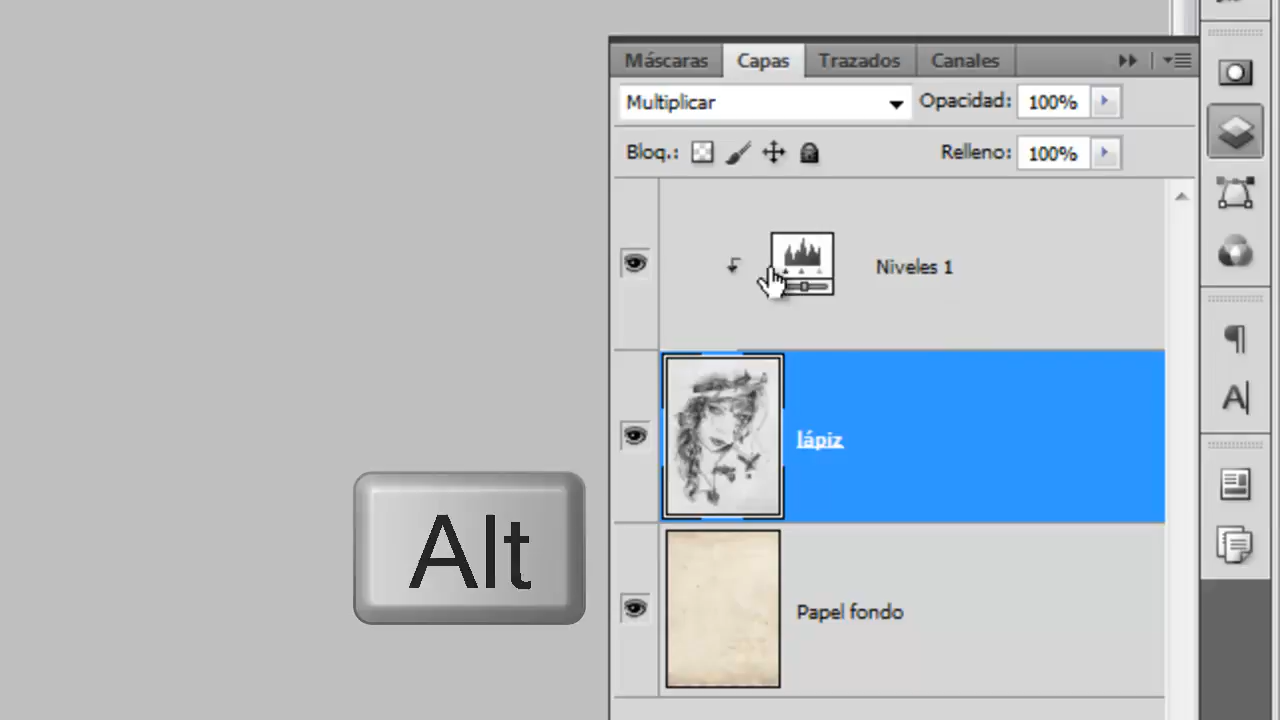 Máscaras Capas Trazados Canales
Multiplicar Opacidad: 100%
Bloq.: Relleno: 100%
Niveles 1
lápiz
Alt
Papel fondo